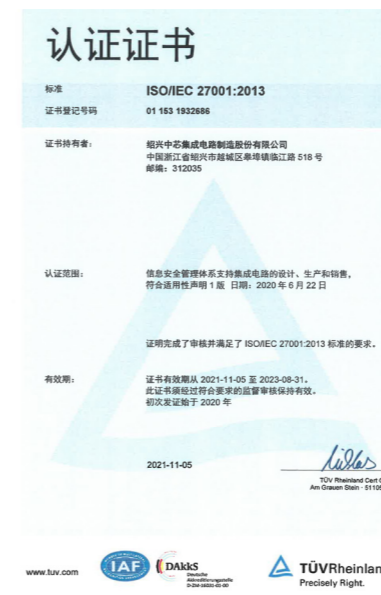 认证证书
标准 ISO/IEC 27001:2013
证书登记号码 01 153 1932686
证书持有者: 绍兴中芯集成电路制造股份有限公司
中国浙江省绍兴市越城区皋埠镇临江路 518 号
邮编:312035
认证范围: 信息安全管理体系支持集成电路的设计、生产和销售,
符合适用性声明 1 版 日期:2020 年 6 月 22 日
证明完成了审核并满足了 ISO/IEC 27001:2013 标准的要求。
有效期: 证书有效期从 2021-11-05 至 2023-08-31。
此证书须经过符合要求的监督审核保持有效。
初次发证始于 2020 年
2021-11-05
TÜV Rheinland Cert
Am Grauen Stein · 5110
www.tuv.com
IAF
DAkkS
Deutsche
Akkreditierungsstelle
D-ZM-16031-01-00
TÜVRheinlan
Precisely Right.